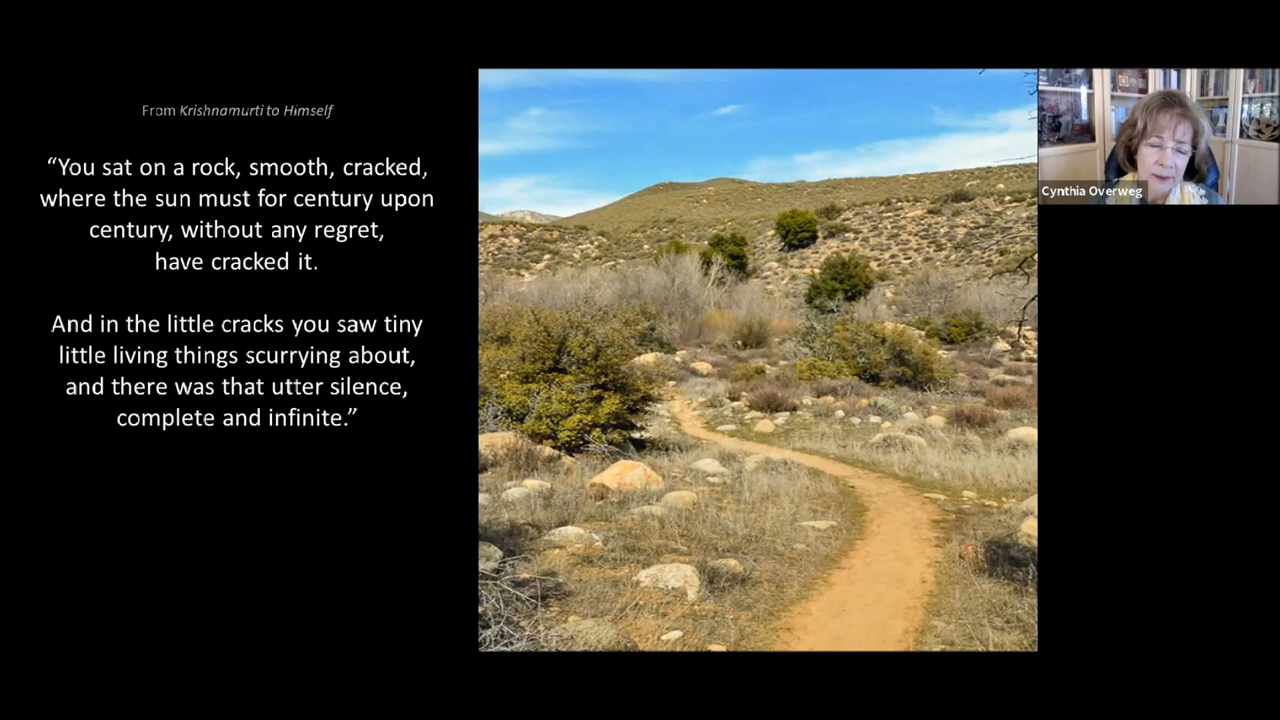 From Krishnamurti to Himself
“You sat on a rock, smooth, cracked,
where the sun must for century upon
century, without any regret,
have cracked it.
And in the little cracks you saw tiny
little living things scurrying about,
and there was that utter silence,
complete and infinite.”
Cynthia Overweg